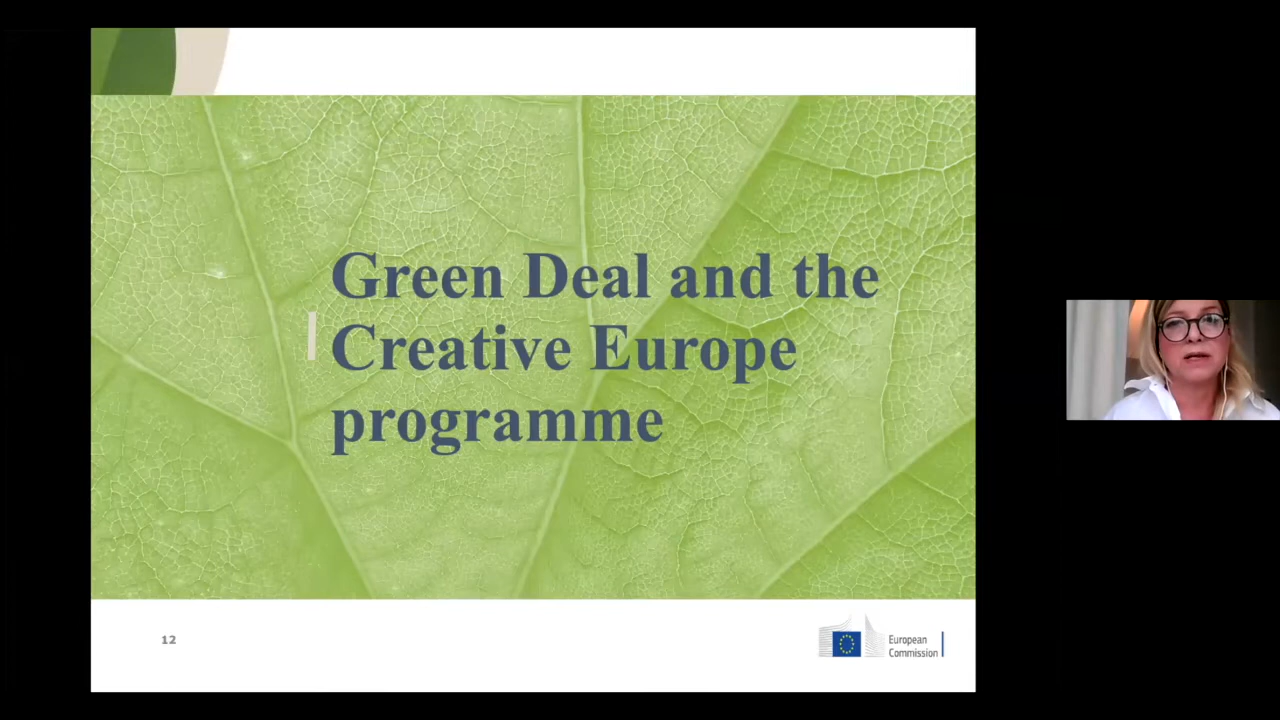 Green Deal and the
Creative Europe
programme
12
European
Commission